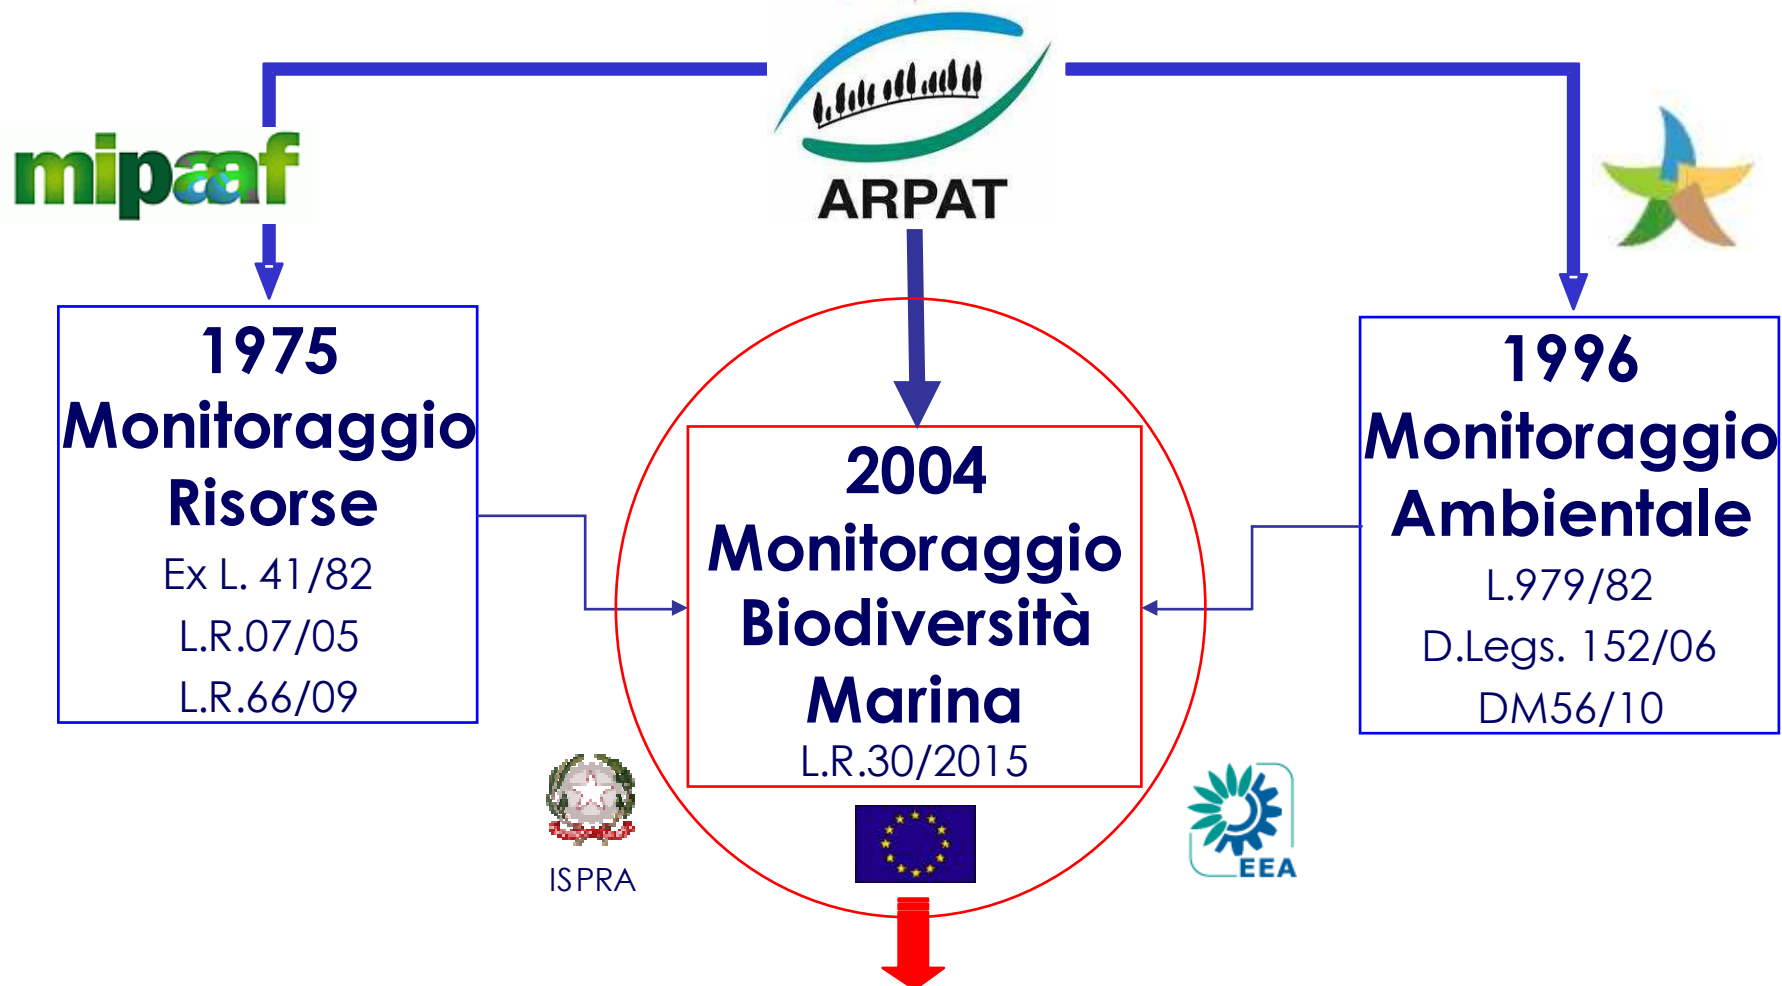 mipaaf
ARPAT
1975
Monitoraggio
Risorse
Ex L. 41/82
L.R.07/05
L.R.66/09
2004
Monitoraggio
Biodiversità
Marina
L.R.30/2015
1996
Monitoraggio
Ambientale
L.979/82
D.Legs. 152/06
DM56/10
ISPRA
EEA